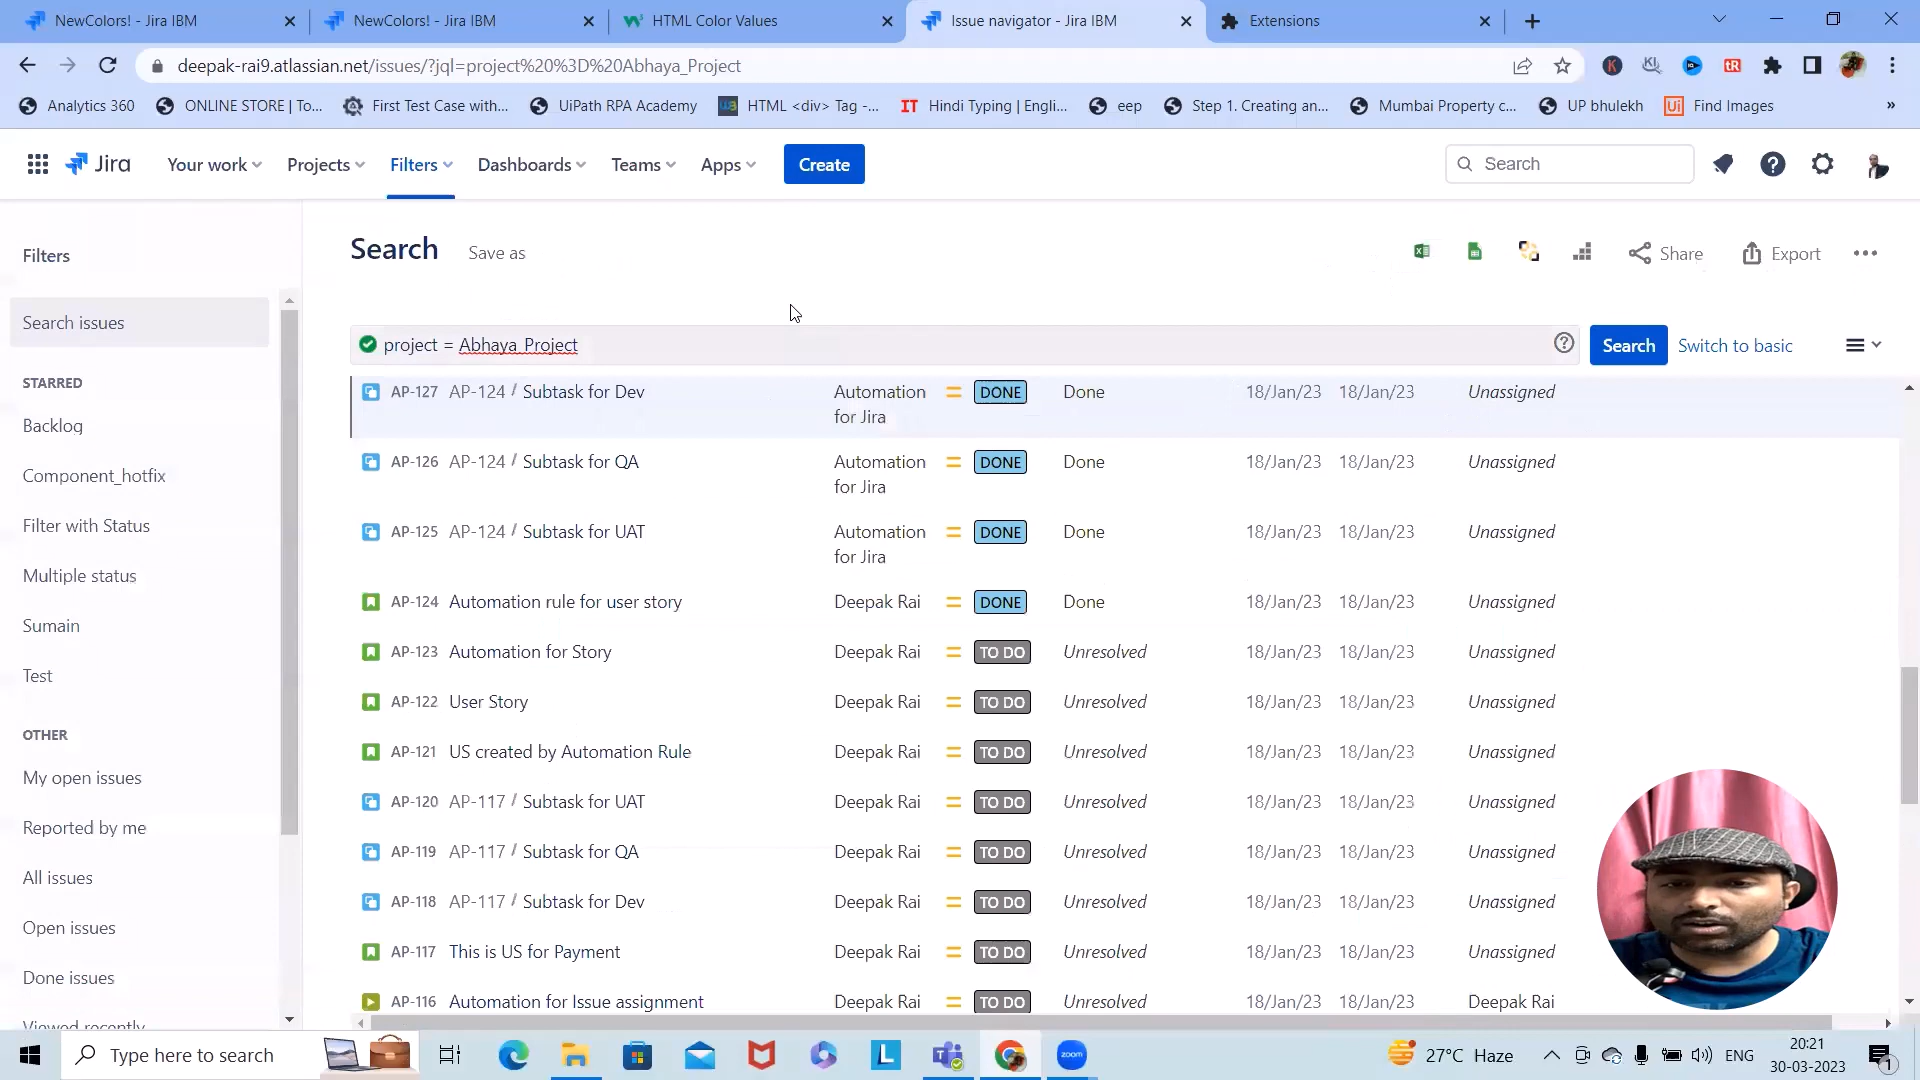 NewColors! - Jira IBM
NewColors! - Jira IBM
HTML Color Values
Issue navigator - Jira IBM
Extensions
deepak-rai9.atlassian.net/issues/?jql=project%20%3D%20Abhaya_Project
Analytics 360
ONLINE STORE | To...
First Test Case with...
UiPath RPA Academy
HTML <div> Tag -...
IT Hindi Typing | Engli...
eep
Step 1. Creating an...
Mumbai Property c...
UP bhulekh
Ui Find Images
»
Jira
Your work
Projects
Filters
Dashboards
Teams
Apps
Create
Search
Filters
Search issues
STARRED
Backlog
Component_hotfix
Filter with Status
Multiple status
Sumain
Test
OTHER
My open issues
Reported by me
All issues
Open issues
Done issues
Viewed recently
Search
Save as
Share
Export
project = Abhaya_Project
Search
Switch to basic
AP-127 AP-124 / Subtask for Dev Automation for Jira DONE Done 18/Jan/23 18/Jan/23 Unassigned
AP-126 AP-124 / Subtask for QA Automation for Jira DONE Done 18/Jan/23 18/Jan/23 Unassigned
AP-125 AP-124 / Subtask for UAT Automation for Jira DONE Done 18/Jan/23 18/Jan/23 Unassigned
AP-124 Automation rule for user story Deepak Rai DONE Done 18/Jan/23 18/Jan/23 Unassigned
AP-123 Automation for Story Deepak Rai TO DO Unresolved 18/Jan/23 18/Jan/23 Unassigned
AP-122 User Story Deepak Rai TO DO Unresolved 18/Jan/23 18/Jan/23 Unassigned
AP-121 US created by Automation Rule Deepak Rai TO DO Unresolved 18/Jan/23 18/Jan/23 Unassigned
AP-120 AP-117 / Subtask for UAT Deepak Rai TO DO Unresolved 18/Jan/23 18/Jan/23 Unassigned
AP-119 AP-117 / Subtask for QA Deepak Rai TO DO Unresolved 18/Jan/23 18/Jan/23 Unassigned
AP-118 AP-117 / Subtask for Dev Deepak Rai TO DO Unresolved 18/Jan/23 18/Jan/23 Unassigned
AP-117 This is US for Payment Deepak Rai TO DO Unresolved 18/Jan/23 18/Jan/23 Unassigned
AP-116 Automation for Issue assignment Deepak Rai TO DO Unresolved 18/Jan/23 18/Jan/23 Deepak Rai
Type here to search
L
zoom
27°C Haze
ENG
20:21
30-03-2023
1